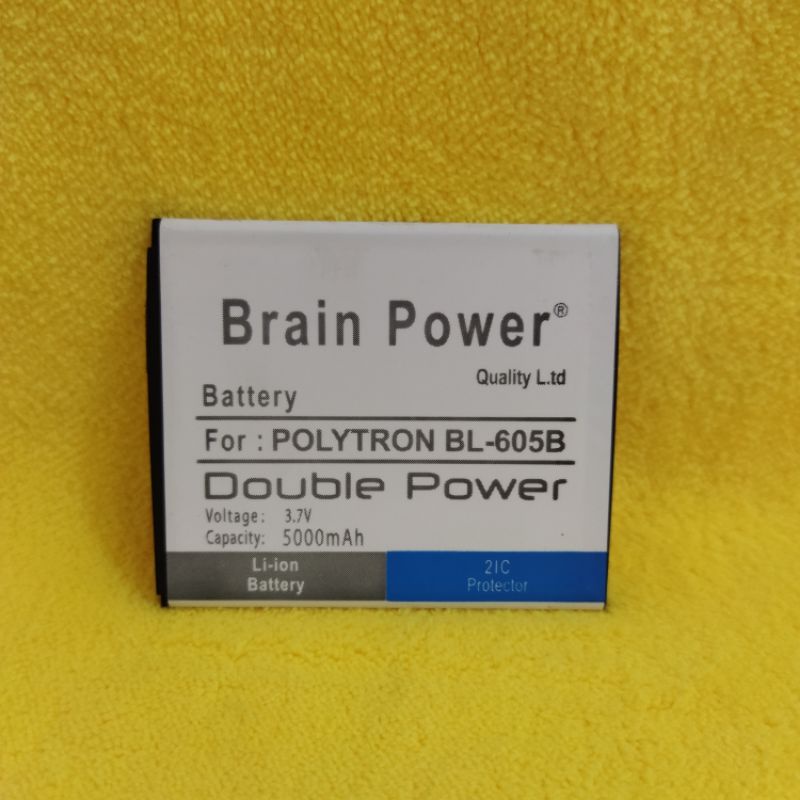 Brain Power®
Quality L.td
Battery
For : POLYTRON BL-605B
Double Power
Voltage: 3.7V
Capacity: 5000mAh
Li-ion
Battery
2IC
Protector